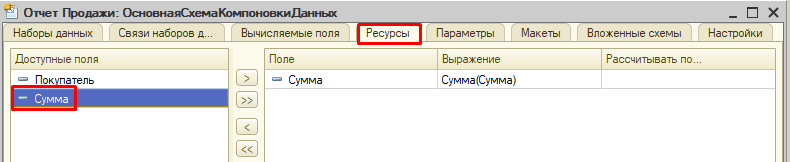 Отчет Продажи: ОсновнаяСхемаКомпоновкиДанных
Наборы данных Связи наборов д... Вычисляемые поля Ресурсы Параметры Макеты Вложенные схемы Настройки
Доступные поля Поле Выражение Рассчитывать по...
Покупатель > Сумма Сумма(Сумма)
Сумма >>
<
<<